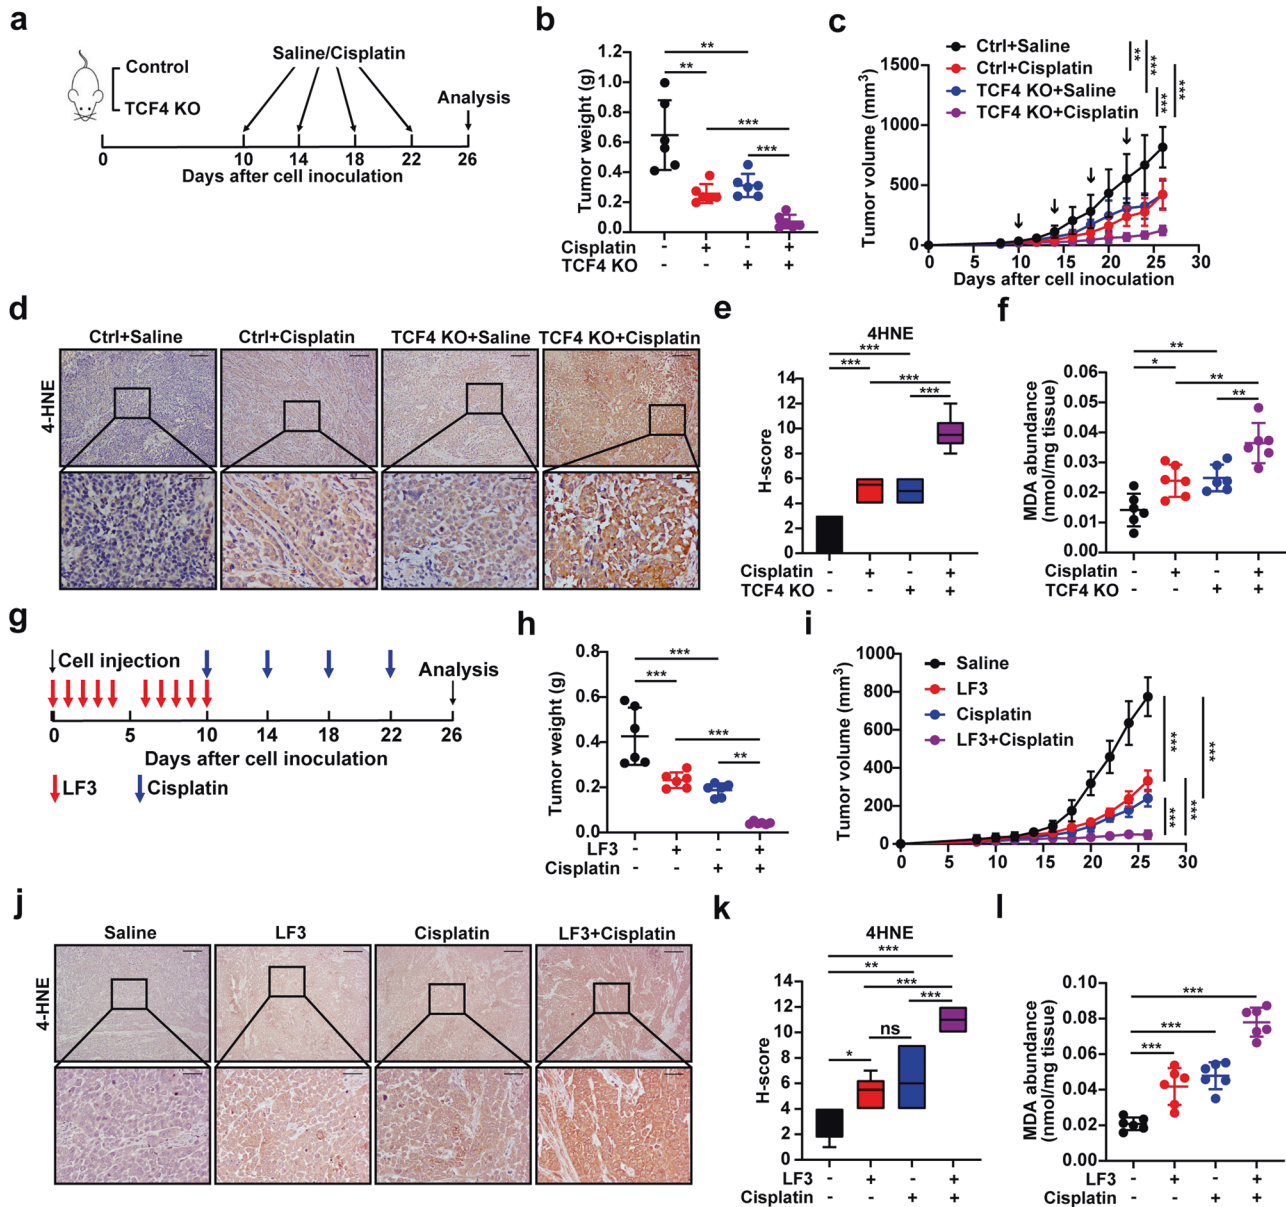 a
Control
TCF4 KO
Saline/Cisplatin
Analysis
0 10 14 18 22 26
Days after cell inoculation
b
Tumor weight (g)
1.2
1.0
0.8
0.6
0.4
0.2
0.0
**
**
***
***
Cisplatin - + - +
TCF4 KO - - + +
c
Ctrl+Saline
Ctrl+Cisplatin
TCF4 KO+Saline
TCF4 KO+Cisplatin
**
***
***
***
Tumor volume (mm3)
1500
1000
500
0
0 5 10 15 20 25 30
Days after cell inoculation
d
Ctrl+Saline Ctrl+Cisplatin TCF4 KO+Saline TCF4 KO+Cisplatin
4-HNE
e
4HNE
***
***
***
***
H-score
14
12
10
8
6
4
2
0
Cisplatin - + - +
TCF4 KO - - + +
f
MDA abundance
(nmol/mg tissue)
**
*
**
**
0.06
0.05
0.04
0.03
0.02
0.01
0.00
Cisplatin - + - +
TCF4 KO - - + +
g
Cell injection
Analysis
0 5 10 14 18 22 26
Days after cell inoculation
LF3 Cisplatin
h
Tumor weight (g)
0.8
0.6
0.4
0.2
0.0
***
***
***
**
LF3 - + - +
Cisplatin - - + +
i
Saline
LF3
Cisplatin
LF3+Cisplatin
Tumor volume (mm3)
1000
800
600
400
200
0
0 5 10 15 20 25 30
Days after cell inoculation
***
***
***
***
j
Saline LF3 Cisplatin LF3+Cisplatin
4-HNE
k
4HNE
***
**
***
***
ns
*
H-score
14
12
10
8
6
4
2
0
LF3 - + - +
Cisplatin - - + +
l
MDA abundance
(nmol/mg tissue)
0.10
0.08
0.06
0.04
0.02
0.00
***
***
***
LF3 - + - +
Cisplatin - - + +